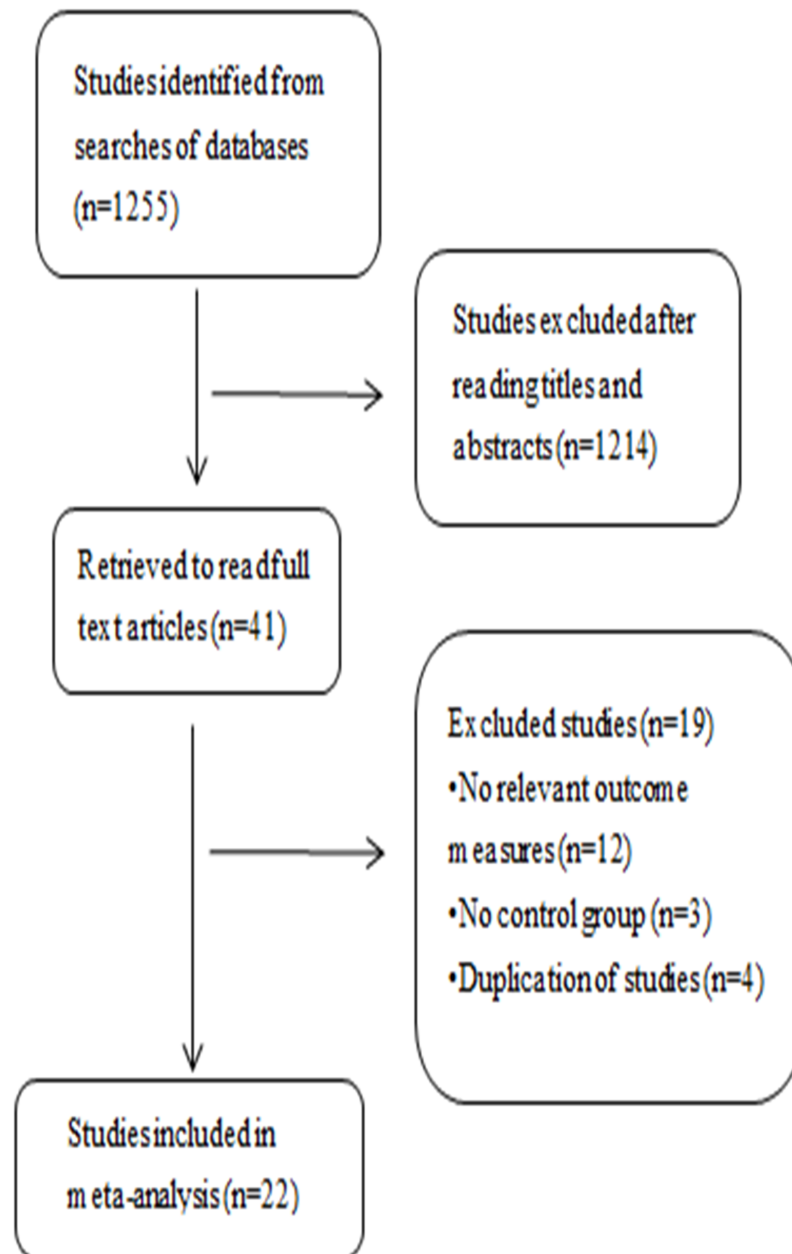 Studies identified from
searches of databases
(n=1255)
Studies excluded after
reading titles and
abstracts (n=1214)
Retrieved to read full
text articles (n=41)
Excluded studies (n=19)
•No relevant outcome
measures (n=12)
•No control group (n=3)
•Duplication of studies (n=4)
Studies included in
meta-analysis (n=22)